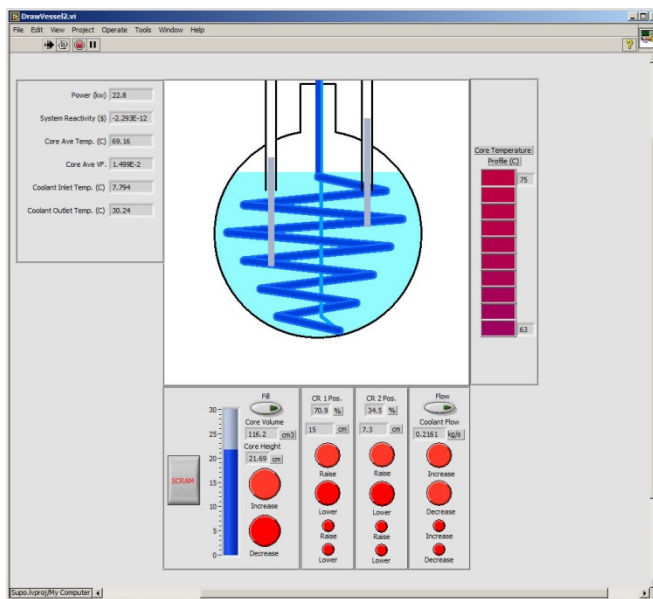 DrawVessel2.vi
File Edit View Project Operate Tools Window Help
Power (kw) 22.8
System Reactivity ($) -2.293E-12
Core Ave Temp. (C) 69.16
Core Ave VF. 1.499E-2
Coolant Inlet Temp. (C) 7.794
Coolant Outlet Temp. (C) 30.24
Core Temperature
Profile (C)
75
63
SCRAM
30-
25-
20-
15-
10-
5-
0-
Fill
Core Volume
116.2 cm3
Core Height
21.69 cm
Increase
Decrease
CR 1 Pos.
70.9 %
15 cm
Raise
Lower
Raise
Lower
CR 2 Pos.
34.5 %
7.3 cm
Raise
Lower
Raise
Lower
Flow
Coolant Flow
0.2161 kg/s
Increase
Decrease
Increase
Decrease
Supo.lvproj/My Computer